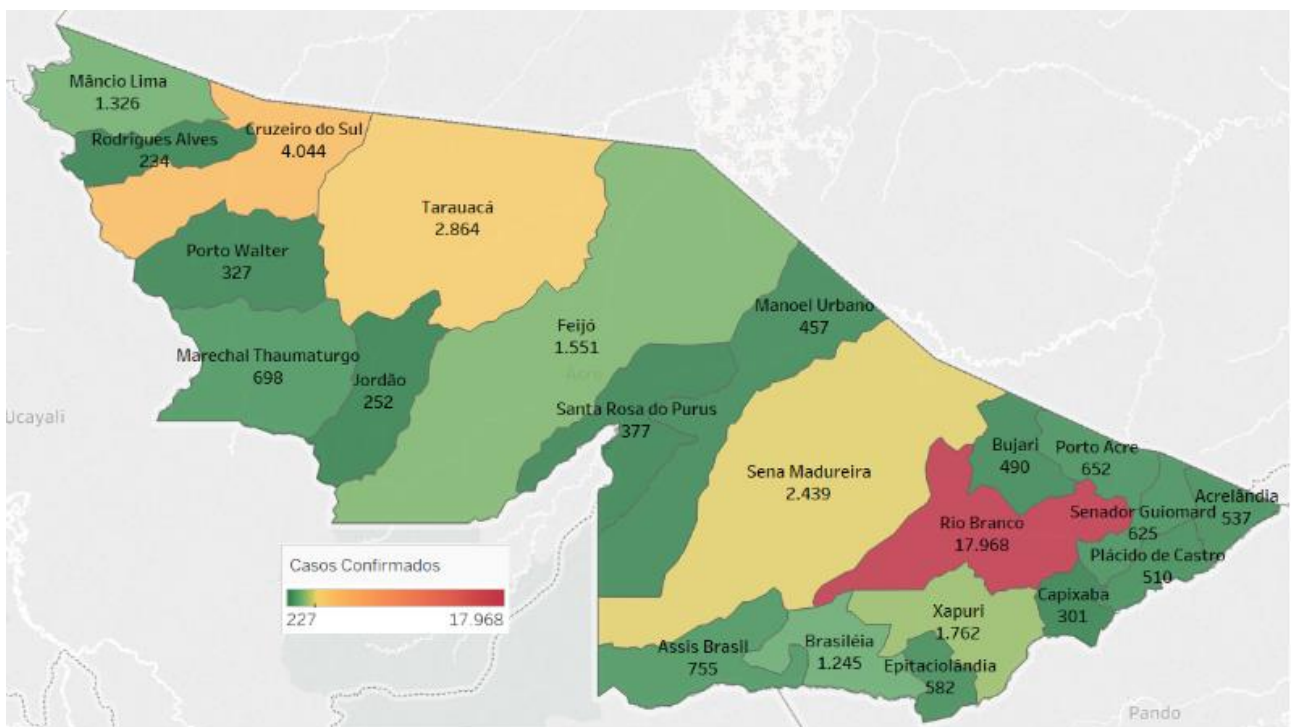 Mâncio Lima
1.326
Rodrigues Alves
234
Cruzeiro do Sul
4.044
Tarauacá
2.864
Porto Walter
327
Marechal Thaumaturgo
698
Jordão
252
Feijó
1.551
Acre
Manoel Urbano
457
Santa Rosa do Purus
377
Sena Madureira
2.439
Bujari
490
Porto Acre
652
Acrelândia
537
Senador Guiomard
625
Rio Branco
17.968
Plácido de Castro
510
Capixaba
301
Xapuri
1.762
Assis Brasil
755
Brasiléia
1.245
Epitaciolândia
582
Ucayali
Pando
Casos Confirmados
227 17.968